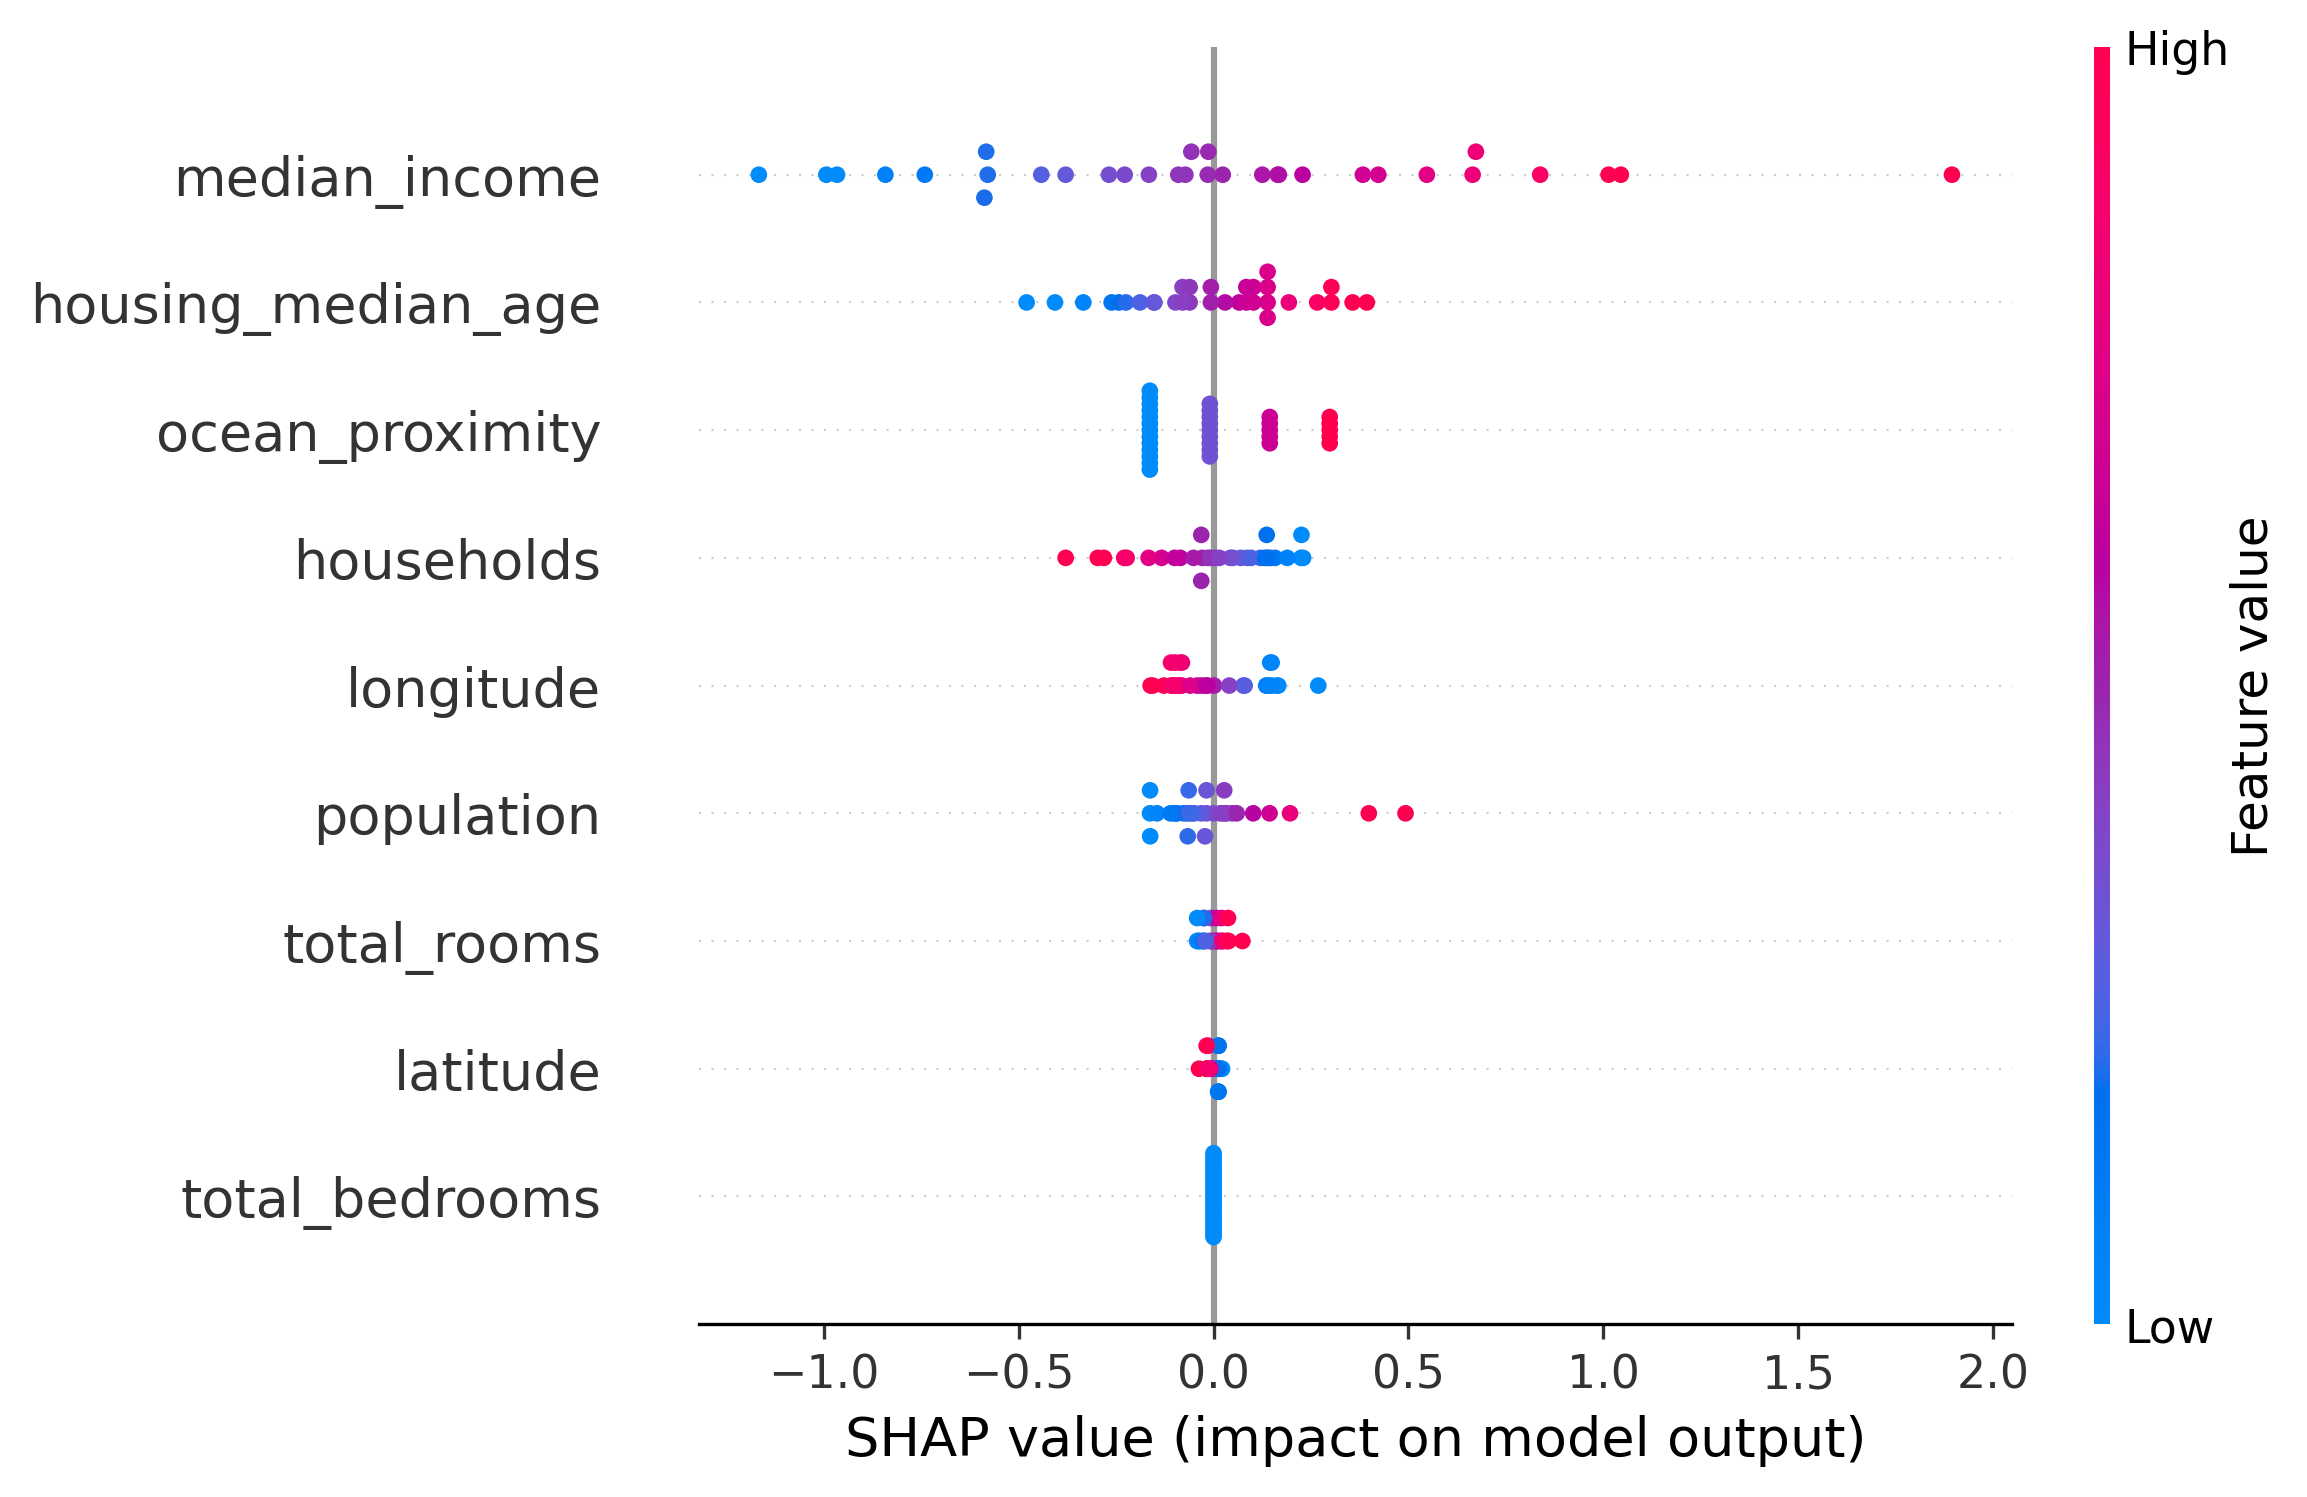 High
median_income
housing_median_age
ocean_proximity
households
longitude
population
total_rooms
latitude
total_bedrooms
Feature value
Low
−1.0 −0.5 0.0 0.5 1.0 1.5 2.0
SHAP value (impact on model output)